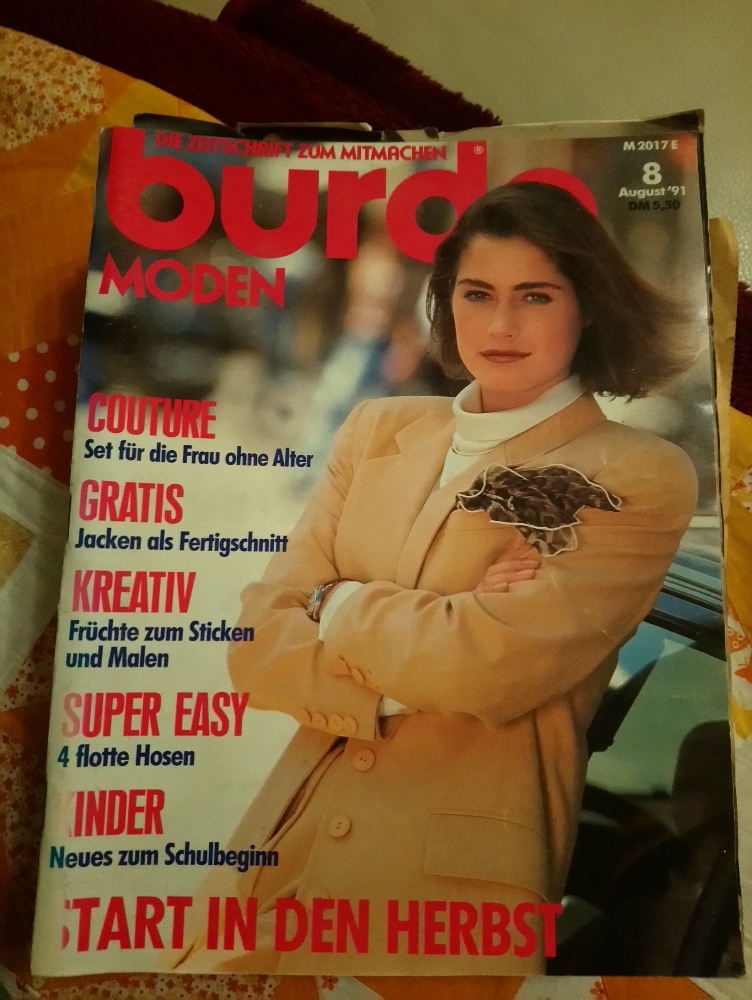 DIE ZEITSCHRIFT ZUM MITMACHEN
burda ®
MODEN
M 2017 E
8
August '91
DM 5,50
COUTURE
Set für die Frau ohne Alter
GRATIS
Jacken als Fertigschnitt
KREATIV
Früchte zum Sticken
und Malen
SUPER EASY
4 flotte Hosen
KINDER
Neues zum Schulbeginn
START IN DEN HERBST